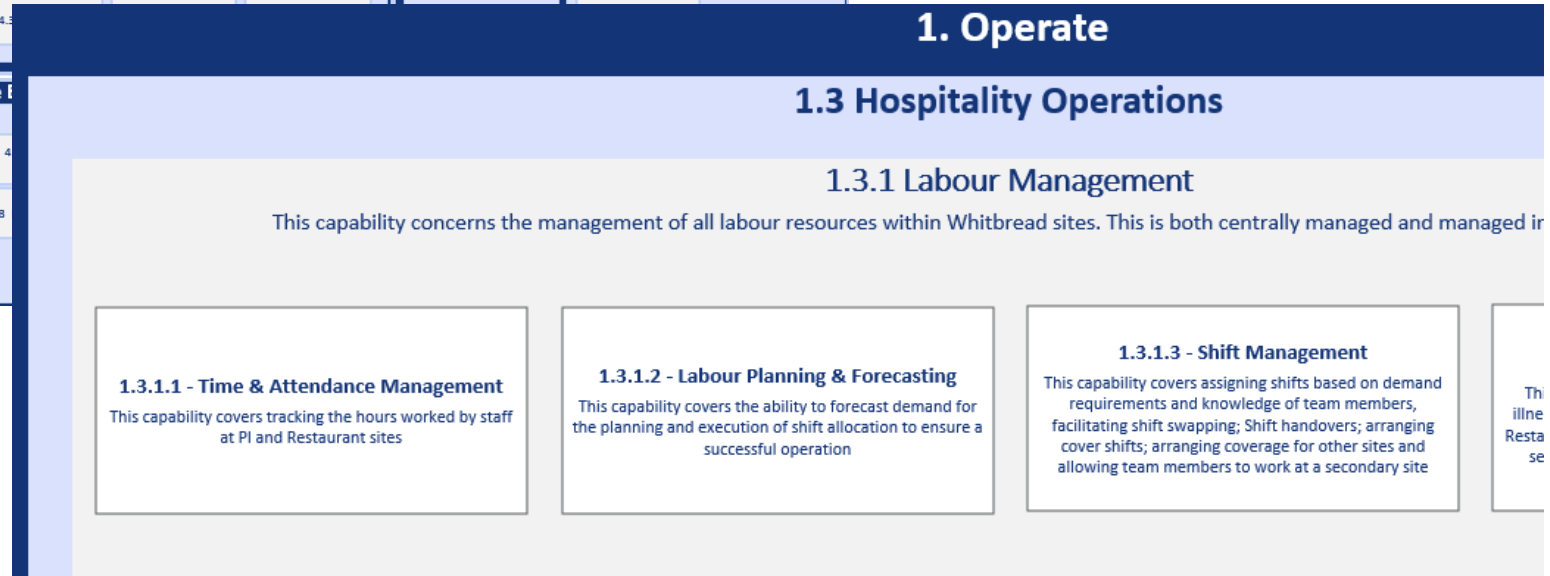 1. Operate
1.3 Hospitality Operations
1.3.1 Labour Management
This capability concerns the management of all labour resources within Whitbread sites. This is both centrally managed and managed in
1.3.1.1 - Time & Attendance Management
This capability covers tracking the hours worked by staff
at PI and Restaurant sites
1.3.1.2 - Labour Planning & Forecasting
This capability covers the ability to forecast demand for
the planning and execution of shift allocation to ensure a
successful operation
1.3.1.3 - Shift Management
This capability covers assigning shifts based on demand
requirements and knowledge of team members,
facilitating shift swapping; Shift handovers; arranging
cover shifts; arranging coverage for other sites and
allowing team members to work at a secondary site